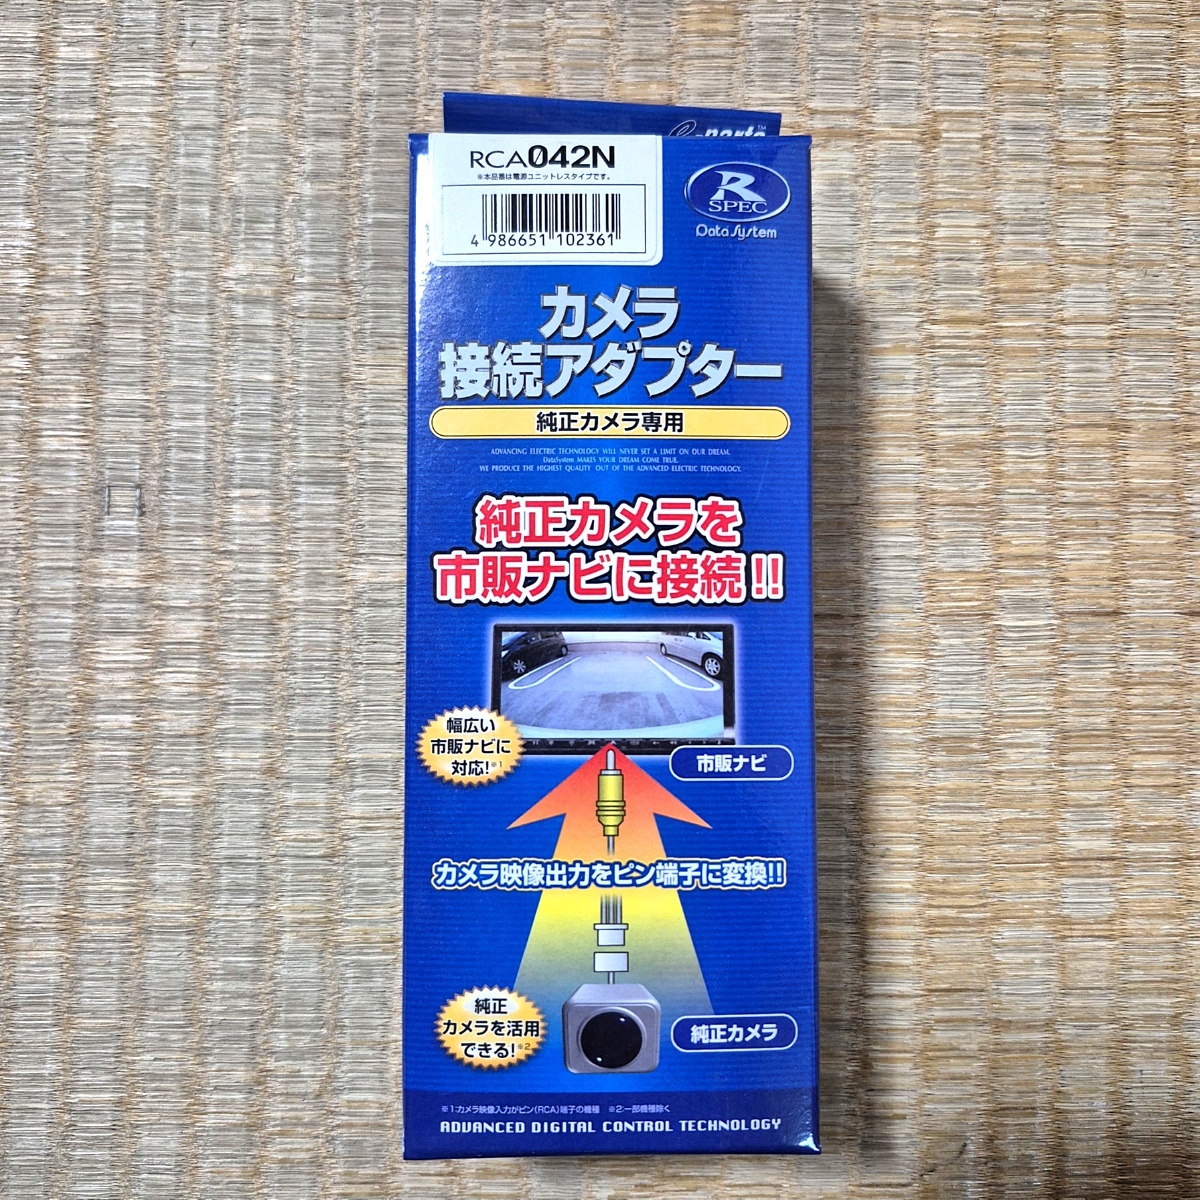 RCA042N
※本品番は電源ユニットレスタイプです。
4 986651 102361
R
SPEC
DataSystem
カメラ
接続アダプター
純正カメラ専用
ADVANCING ELECTRIC TECHNOLOGY WILL NEVER SET A LIMIT ON OUR DREAM.
DataSystem MAKES YOUR DREAM COME TRUE.
WE PRODUCE THE HIGHEST QUALITY OUT OF THE ADVANCED ELECTRIC TECHNOLOGY.
純正カメラを
市販ナビに接続!!
幅広い
市販ナビに
対応!※1
市販ナビ
カメラ映像出力をピン端子に変換!!
純正
カメラを活用
できる!※2
純正カメラ
※1:カメラ映像入力がピン(RCA)端子の機種 ※2:一部機種除く
ADVANCED DIGITAL CONTROL TECHNOLOGY